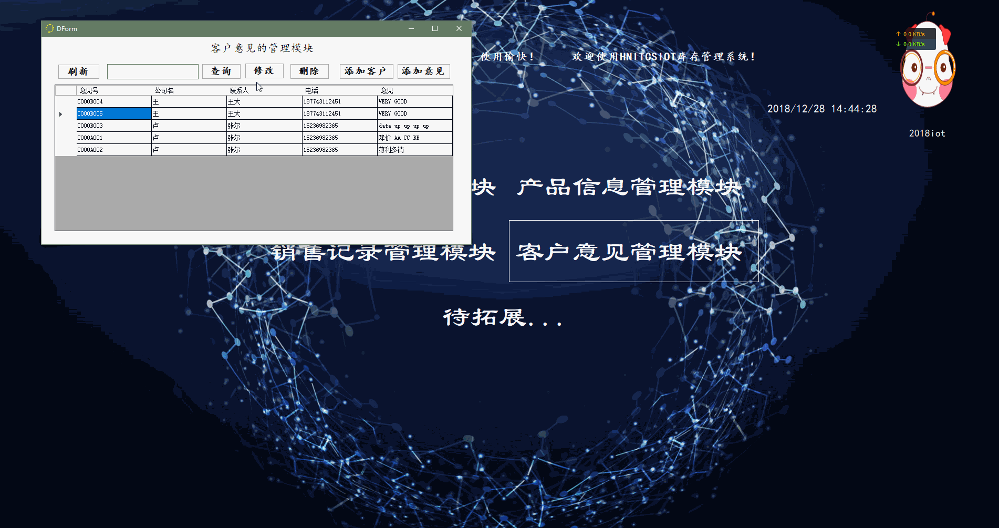 DForm
客户意见的管理模块
刷新 查询 修改 删除 添加客户 添加意见
意见号 公司名 联系人 电话 意见
C000B004 王 王大 187743112451 VERY GOOD
C000B005 王 王大 187743112451 VERY GOOD
C000B003 卢 张尔 15236982365 date up up up up
C000A001 卢 张尔 15236982365 降价 AA CC BB
C000A002 卢 张尔 15236982365 薄利多销
使用愉快! 欢迎使用HNITCSIOT库存管理系统!
↑ 0.0 KB/s
↓ 0.0 KB/s
2018/12/28 14:44:28
2018iot
块 产品信息管理模块
销售记录管理模块 客户意见管理模块
待拓展...